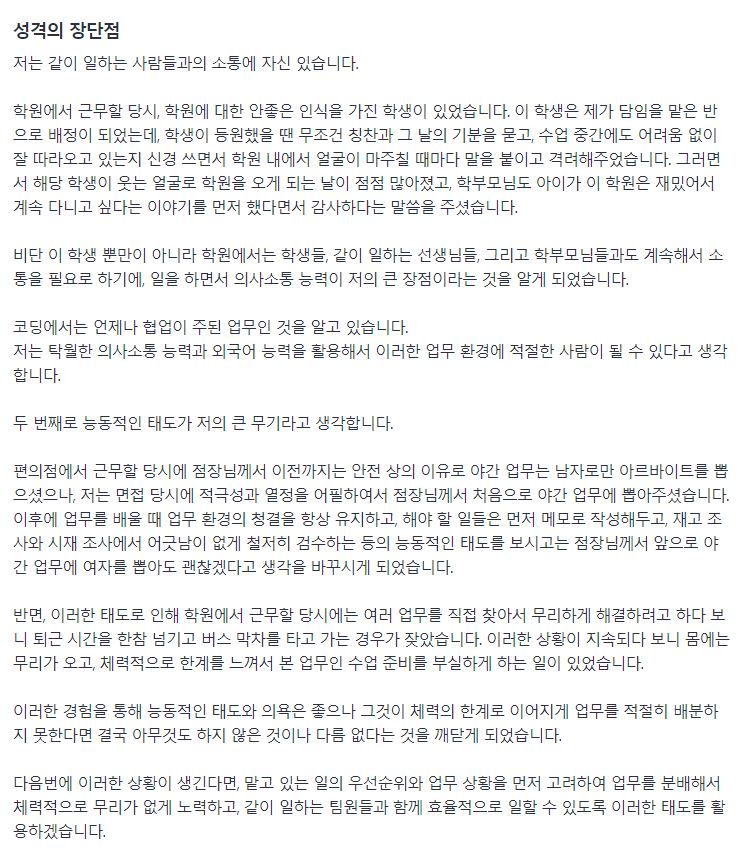 성격의 장단점
저는 같이 일하는 사람들과의 소통에 자신 있습니다.
학원에서 근무할 당시, 학원에 대한 안좋은 인식을 가진 학생이 있었습니다. 이 학생은 제가 담임을 맡은 반
으로 배정이 되었는데, 학생이 등원했을 땐 무조건 칭찬과 그 날의 기분을 묻고, 수업 중간에도 어려움 없이
잘 따라오고 있는지 신경 쓰면서 학원 내에서 얼굴이 마주칠 때마다 말을 붙이고 격려해주었습니다. 그러면
서 해당 학생이 웃는 얼굴로 학원을 오게 되는 날이 점점 많아졌고, 학부모님도 아이가 이 학원은 재밌어서
계속 다니고 싶다는 이야기를 먼저 했다면서 감사하다는 말씀을 주셨습니다.
비단 이 학생 뿐만이 아니라 학원에서는 학생들, 같이 일하는 선생님들, 그리고 학부모님들과도 계속해서 소
통을 필요로 하기에, 일을 하면서 의사소통 능력이 저의 큰 장점이라는 것을 알게 되었습니다.
코딩에서는 언제나 협업이 주된 업무인 것을 알고 있습니다.
저는 탁월한 의사소통 능력과 외국어 능력을 활용해서 이러한 업무 환경에 적절한 사람이 될 수 있다고 생각
합니다.
두 번째로 능동적인 태도가 저의 큰 무기라고 생각합니다.
편의점에서 근무할 당시에 점장님께서 이전까지는 안전 상의 이유로 야간 업무는 남자로만 아르바이트를 뽑
으셨으나, 저는 면접 당시에 적극성과 열정을 어필하여서 점장님께서 처음으로 야간 업무에 뽑아주셨습니다.
이후에 업무를 배울 때 업무 환경의 청결을 항상 유지하고, 해야 할 일들은 먼저 메모로 작성해두고, 재고 조
사와 시재 조사에서 어긋남이 없게 철저히 검수하는 등의 능동적인 태도를 보시고는 점장님께서 앞으로 야
간 업무에 여자를 뽑아도 괜찮겠다고 생각을 바꾸시게 되었습니다.
반면, 이러한 태도로 인해 학원에서 근무할 당시에는 여러 업무를 직접 찾아서 무리하게 해결하려고 하다 보
니 퇴근 시간을 한참 넘기고 버스 막차를 타고 가는 경우가 잦았습니다. 이러한 상황이 지속되다 보니 몸에는
무리가 오고, 체력적으로 한계를 느껴서 본 업무인 수업 준비를 부실하게 하는 일이 있었습니다.
이러한 경험을 통해 능동적인 태도와 의욕은 좋으나 그것이 체력의 한계로 이어지게 업무를 적절히 배분하
지 못한다면 결국 아무것도 하지 않은 것이나 다름 없다는 것을 깨닫게 되었습니다.
다음번에 이러한 상황이 생긴다면, 맡고 있는 일의 우선순위와 업무 상황을 먼저 고려하여 업무를 분배해서
체력적으로 무리가 없게 노력하고, 같이 일하는 팀원들과 함께 효율적으로 일할 수 있도록 이러한 태도를 활
용하겠습니다.